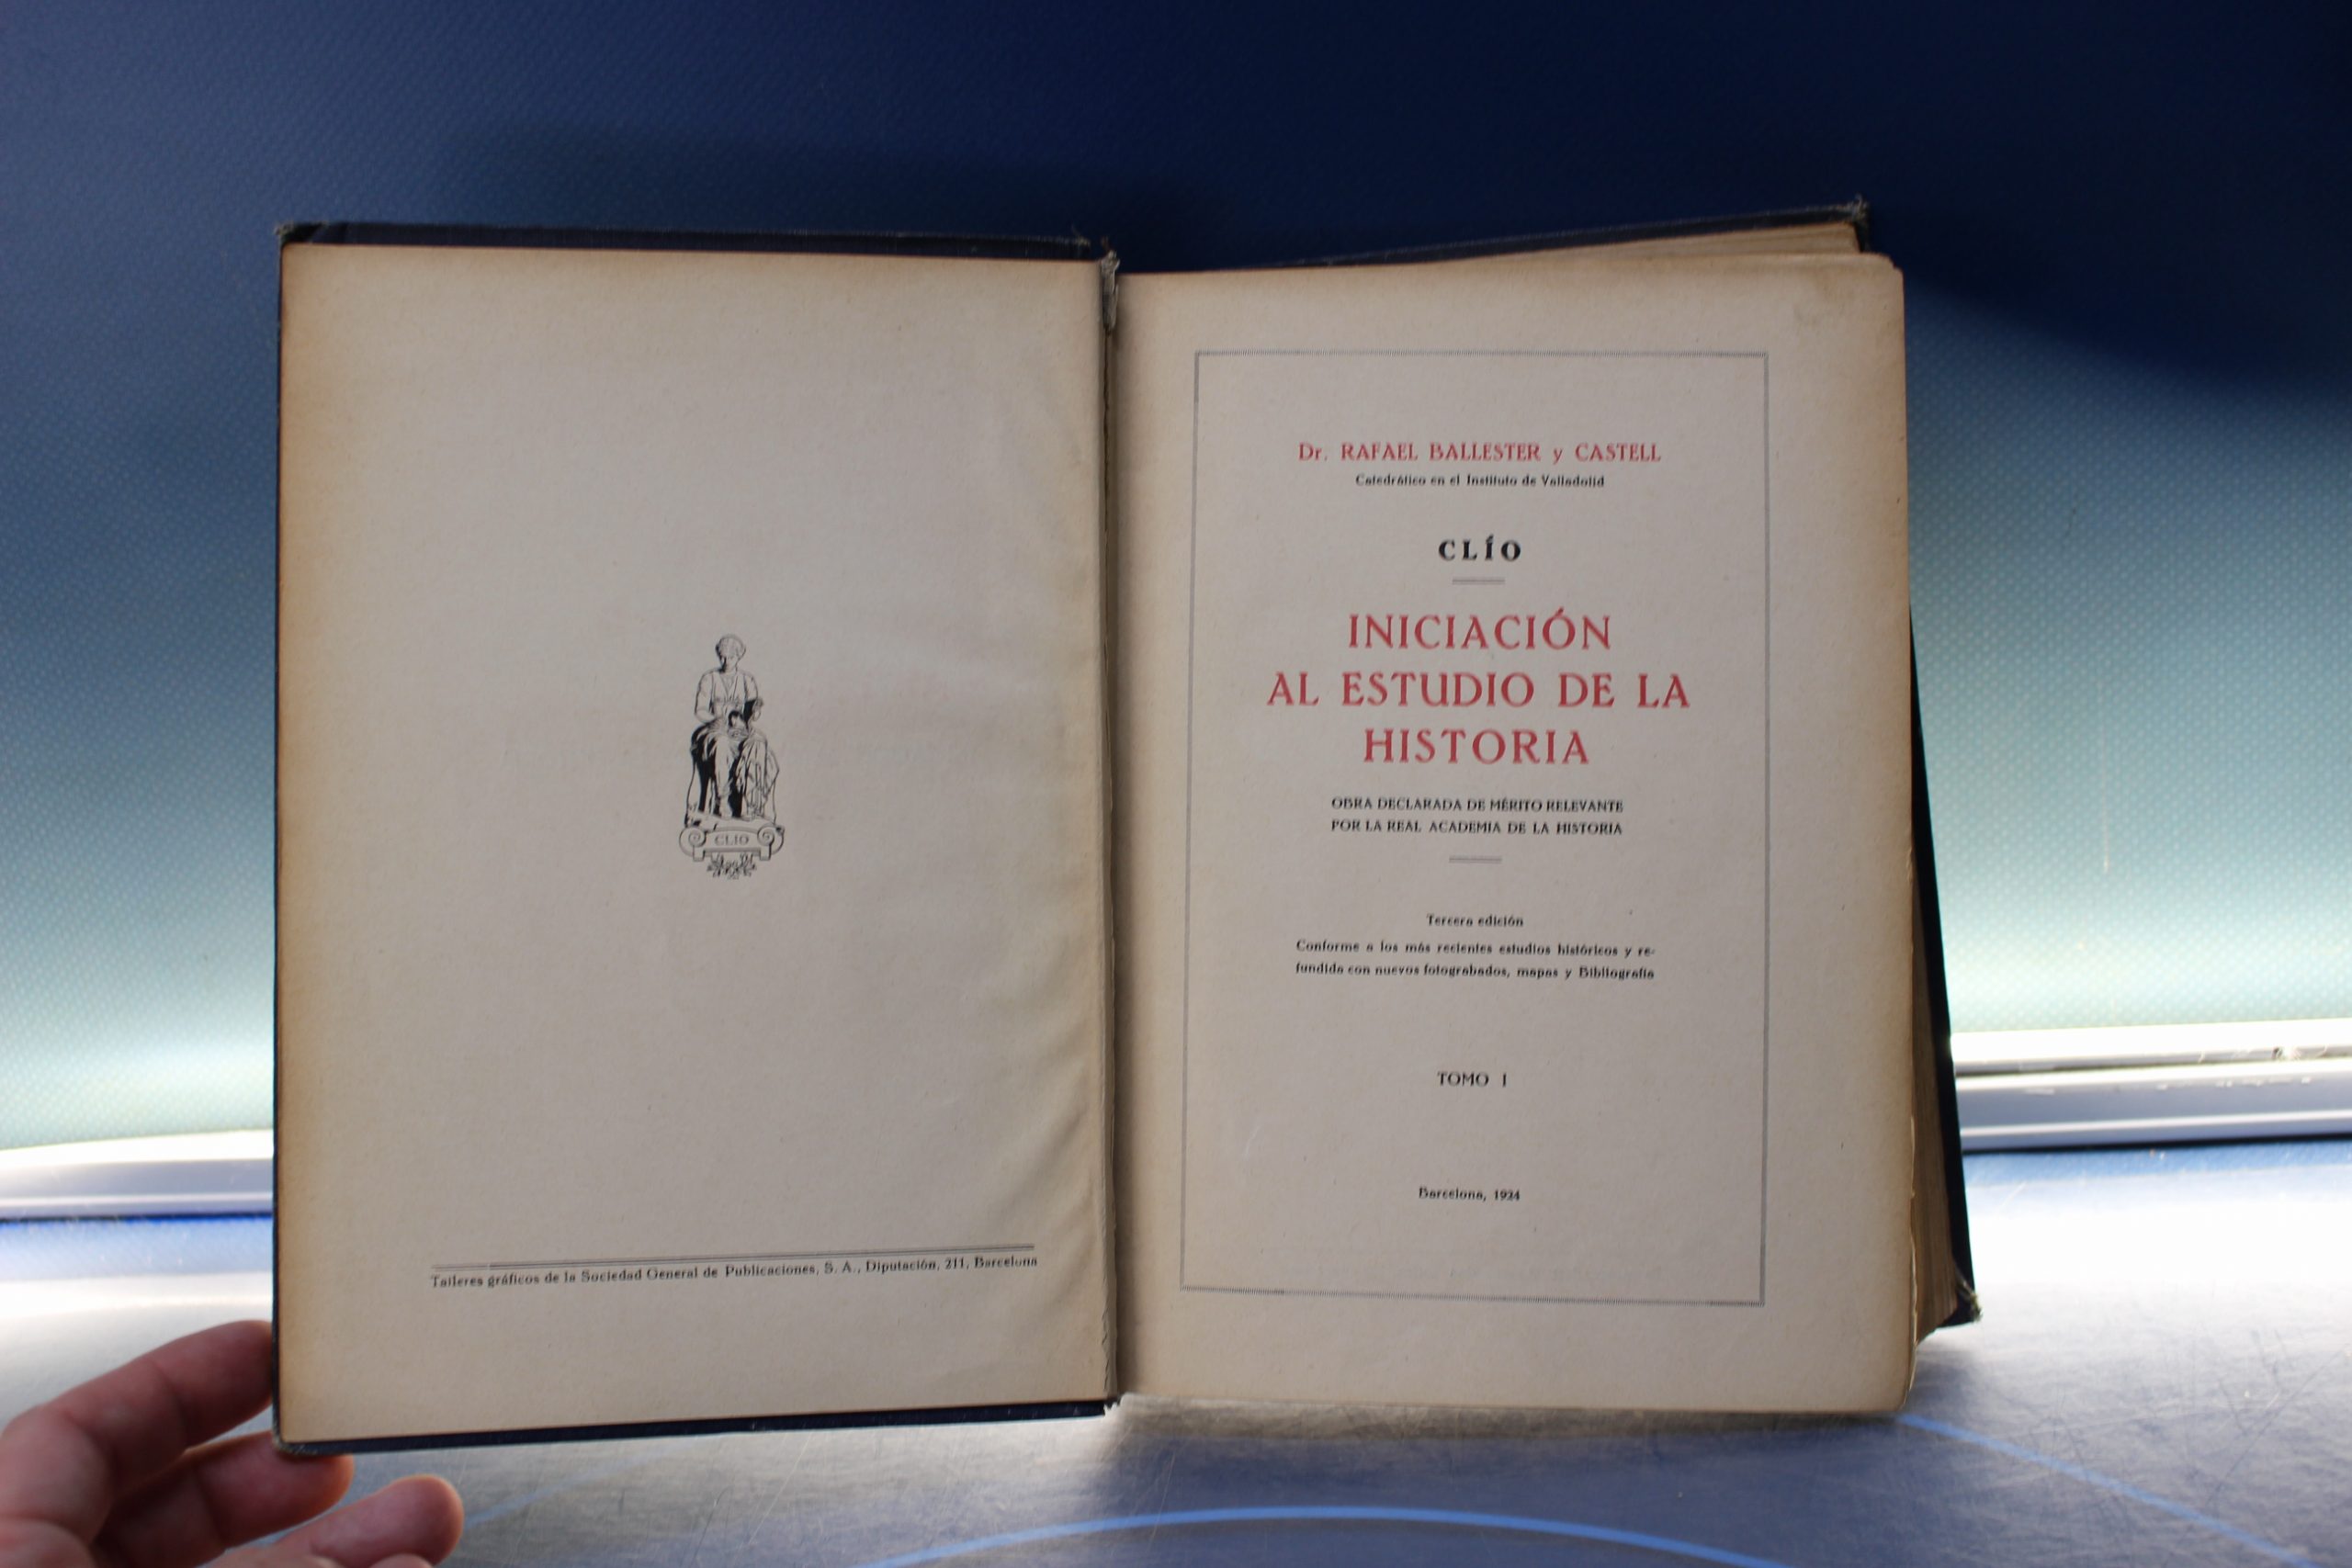 CLIO
Talleres gráficos de la Sociedad General de Publicaciones, S. A., Diputación, 211, Barcelona
Dr. RAFAEL BALLESTER y CASTELL
Catedrático en el Instituto de Valladolid
CLÍO
INICIACIÓN
AL ESTUDIO DE LA
HISTORIA
OBRA DECLARADA DE MÉRITO RELEVANTE
POR LA REAL ACADEMIA DE LA HISTORIA
Tercera edición
Conforme a los más recientes estudios históricos y re-
fundida con nuevos fotograbados, mapas y Bibliografía
TOMO I
Barcelona, 1924